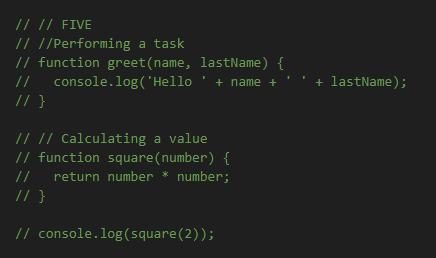 // // FIVE
// //Performing a task
// function greet(name, lastName) {
//   console.log('Hello ' + name + ' ' + lastName);
// }
// // Calculating a value
// function square(number) {
//   return number * number;
// }
// console.log(square(2));